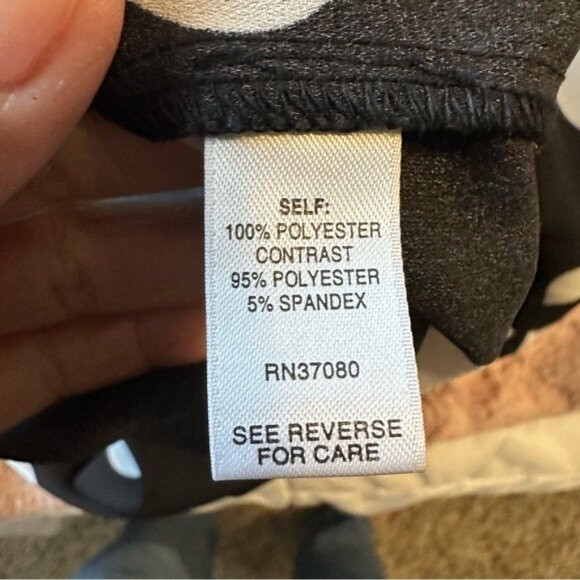 SELF:
100% POLYESTER
CONTRAST
95% POLYESTER
5% SPANDEX
RN37080
SEE REVERSE
FOR CARE